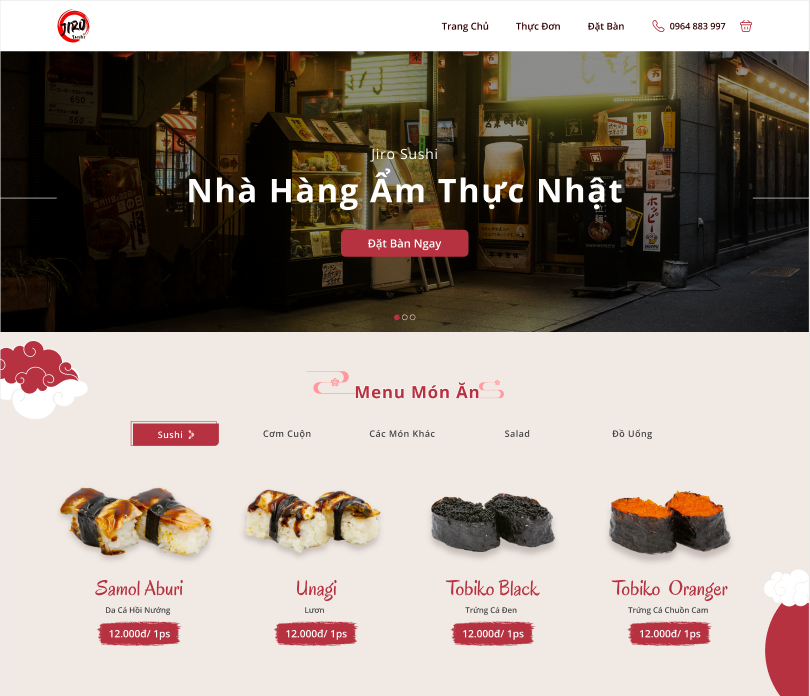 JIRO
Sushi
Trang Chủ
Thực Đơn
Đặt Bàn
0964 883 997
Jiro Sushi
Nhà Hàng Ẩm Thực Nhật
Đặt Bàn Ngay
Menu Món Ăn
Sushi
Cơm Cuộn
Các Món Khác
Salad
Đồ Uống
Samol Aburi
Unagi
Tobiko Black
Tobiko Oranger
Da Cá Hồi Nướng
Lươn
Trứng Cá Đen
Trứng Cá Chuồn Cam
12.000đ/ 1ps
12.000đ/ 1ps
12.000đ/ 1ps
12.000đ/ 1ps